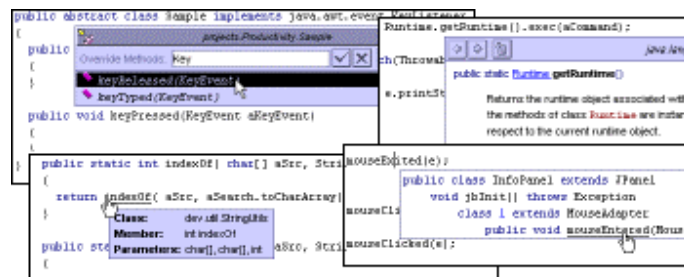 public abstract class Sample implements java.awt.event.KeyListener
{
projects.Productivity.Sample
public
Override Methods: key
{
keyReleased(KeyEvent)
}
keyTyped(KeyEvent)
public void keyPressed(KeyEvent aKeyEvent)
{
}
Runtime.getRuntime().exec(aCommand);
java lang
ch(Throwab
public static Runtime getRuntime()
e.printSt
Returns the runtime object associated with
the methods of class Runtime are instan
respect to the current runtime object.
public static int indexOf( char[] aSrc, Stri
{
return indexOf( aSrc, aSearch.toCharArray)
}
Class: dev.util.StringUtils
Member: int indexOf
Parameters: char[], char[], int
public sta
aSrc, Stri
{
mouseExited(e);
public class InfoPanel extends JPanel
void jbInit() throws Exception
mouseCli
class 1 extends MouseAdapter
public void mouseEntered(Mous
mouseClicked(e);